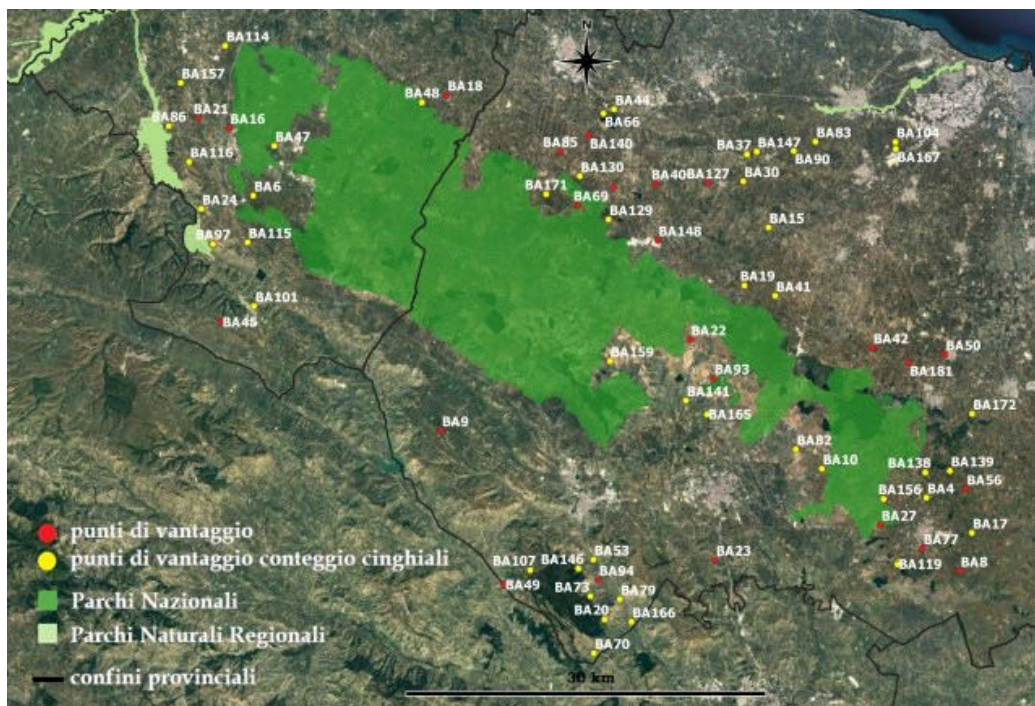 N
BA114
BA157
BA48
BA18
BA44
BA66
BA21
BA86
BA16
BA47
BA85
BA140
BA37
BA147
BA83
BA90
BA104
BA167
BA116
BA130
BA6
BA171
BA40
BA127
BA30
BA69
BA24
BA129
BA15
BA97
BA115
BA148
BA19
BA41
BA101
BA45
BA22
BA42
BA50
BA159
BA93
BA181
BA141
BA165
BA172
BA9
BA82
BA10
BA138
BA139
BA156
BA4
BA56
BA27
BA17
BA77
BA107
BA146
BA53
BA23
BA119
BA8
BA49
BA73
BA94
BA79
BA20
BA166
BA70
punti di vantaggio
punti di vantaggio conteggio cinghiali
Parchi Nazionali
Parchi Naturali Regionali
confini provinciali
30 km